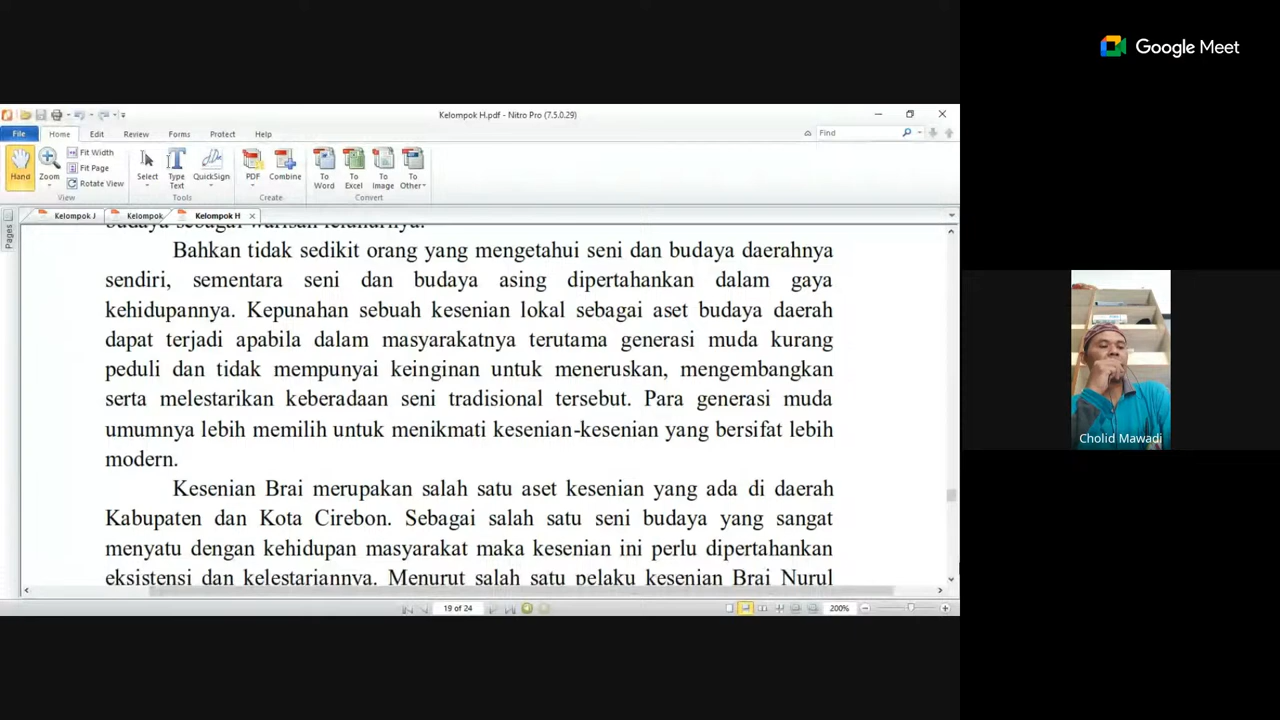 Google Meet
Kelompok H.pdf - Nitro Pro (7.5.0.29)
File Home Edit Review Forms Protect Help
Find
Hand
Zoom
Fit Width
Fit Page
Rotate View
View
Select
Type Text
QuickSign
Tools
PDF
Combine
Create
To Word
To Excel
To Image
To Other
Convert
Kelompok J Kelompok Kelompok H
Pages
budaya sebagai warisan leluhurnya.
Bahkan tidak sedikit orang yang mengetahui seni dan budaya daerahnya
sendiri, sementara seni dan budaya asing dipertahankan dalam gaya
kehidupannya. Kepunahan sebuah kesenian lokal sebagai aset budaya daerah
dapat terjadi apabila dalam masyarakatnya terutama generasi muda kurang
peduli dan tidak mempunyai keinginan untuk meneruskan, mengembangkan
serta melestarikan keberadaan seni tradisional tersebut. Para generasi muda
umumnya lebih memilih untuk menikmati kesenian-kesenian yang bersifat lebih
modern.
Kesenian Brai merupakan salah satu aset kesenian yang ada di daerah
Kabupaten dan Kota Cirebon. Sebagai salah satu seni budaya yang sangat
menyatu dengan kehidupan masyarakat maka kesenian ini perlu dipertahankan
eksistensi dan kelestariannya. Menurut salah satu pelaku kesenian Brai Nurul
19 of 24
200%
Cholid Mawadi